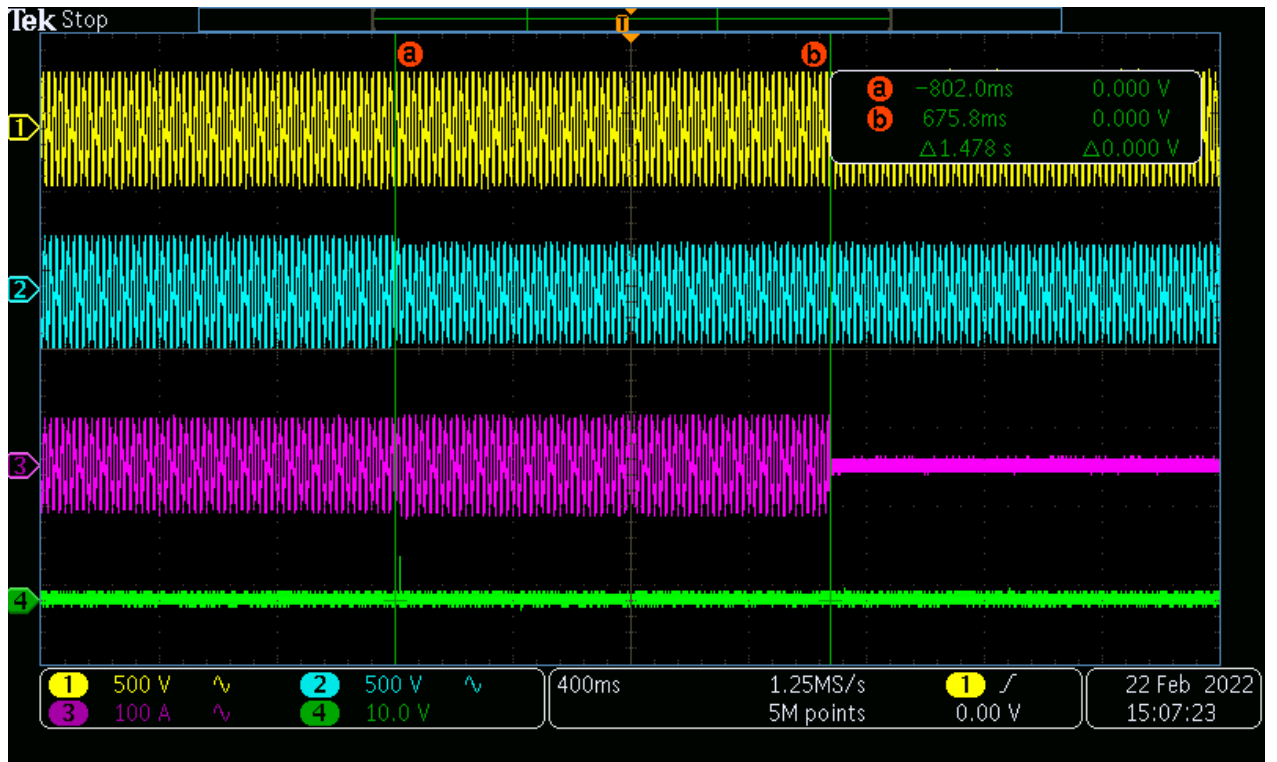 Tek Stop
T
a b
a -802.0ms 0.000 V
b 675.8ms 0.000 V
△1.478 s △0.000 V
1
2
3
4
1 500 V ∿ 2 500 V ∿ 400ms 1.25MS/s 1 ∫ 22 Feb 2022
3 100 A ∿ 4 10.0 V 5M points 0.00 V 15:07:23